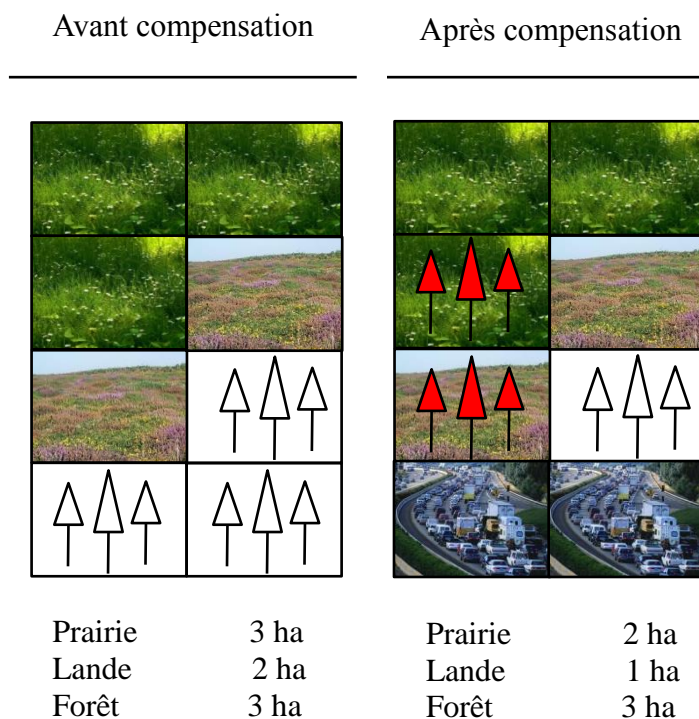 Avant compensation
Après compensation
Prairie 3 ha
Lande 2 ha
Forêt 3 ha
Prairie 2 ha
Lande 1 ha
Forêt 3 ha